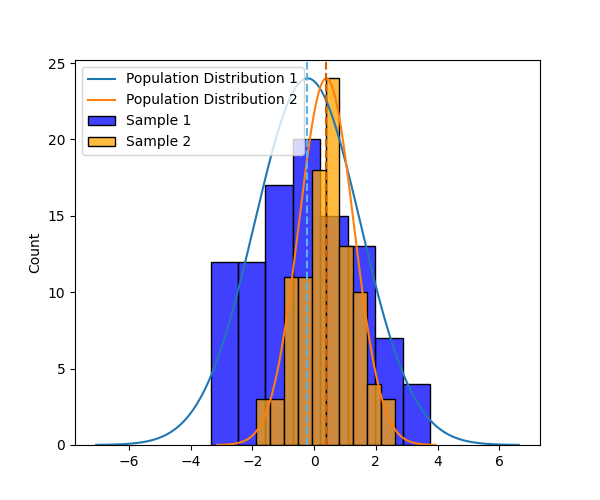 25
20
15
10
5
0
Count
Population Distribution 1
Population Distribution 2
Sample 1
Sample 2
−6
−4
−2
0
2
4
6